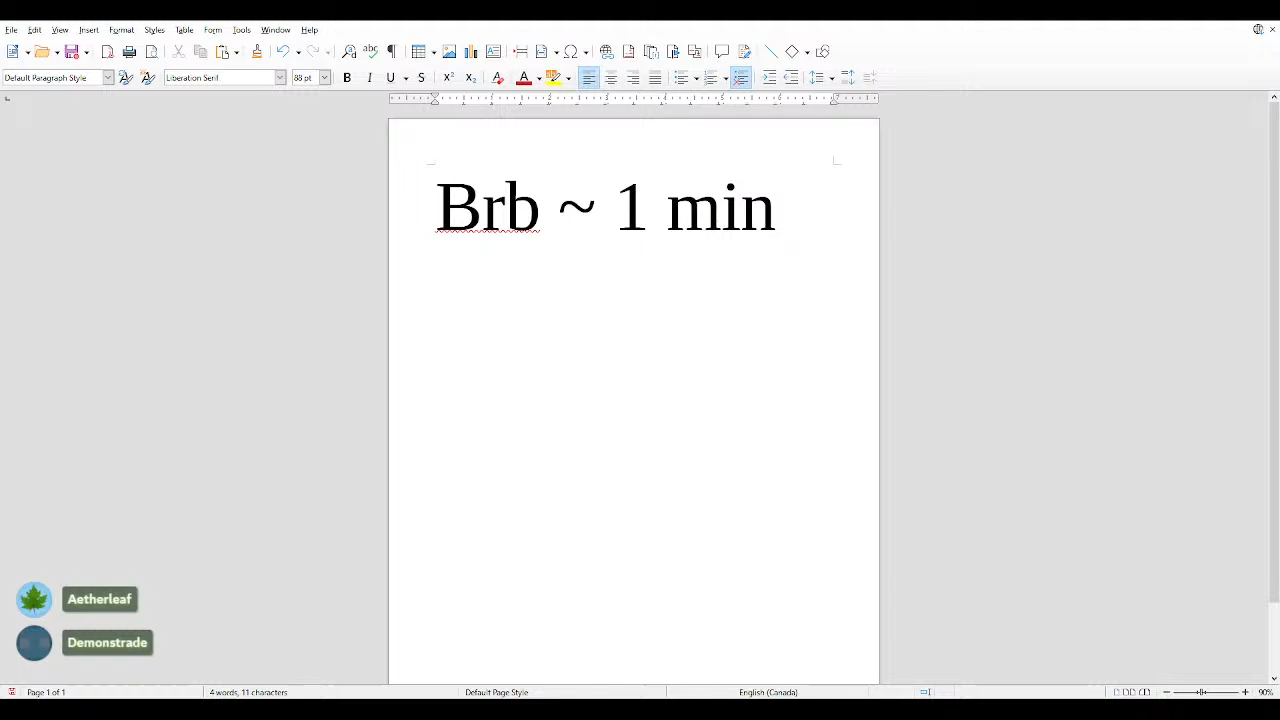 File Edit View Insert Format Styles Table Form Tools Window Help
Default Paragraph Style Liberation Serif 88 pt
Brb ~ 1 min
Aetherleaf
Demonstrade
Page 1 of 1 4 words, 11 characters Default Page Style English (Canada) 90%